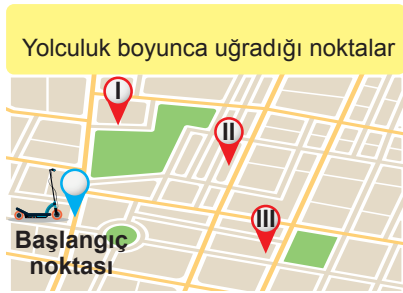 Yolculuk boyunca uğradığı noktalar
I
II
III
Başlangıç
noktası